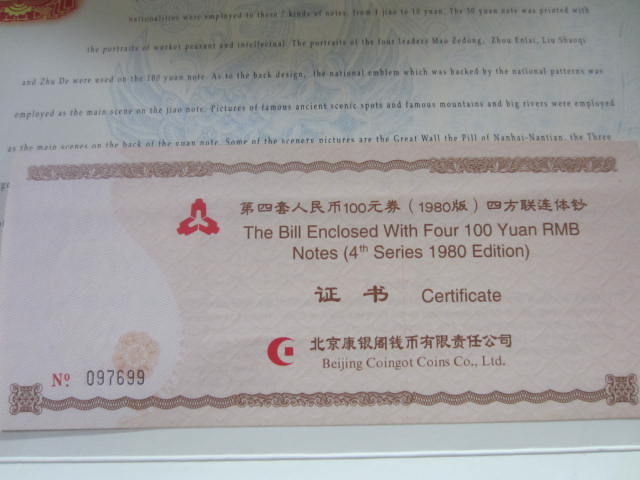 nationalities were employed to these 7 kinds of notes, from 1 jiao to 10 yuan. The 50 yuan note was printed with
the portraits of worker peasant and intellectual. The portraits of the four leaders Mao Zedong, Zhou Enlai, Liu Shaoqi
and Zhu De were used on the 100 yuan note. As to the back design, the national emblem which was backed by the national patterns was
employed as the main scene on the jiao note. Pictures of famous ancient scenic spots and famous mountains and big rivers were employed
as the main scenes on the back of the yuan note. Some of the scenery pictures are the Great Wall the Pill of Nanhai-Nantian, the Three
第四套人民币100元券（1980版）四方联连体钞
The Bill Enclosed With Four 100 Yuan RMB
Notes (4th Series 1980 Edition)
证书 Certificate
北京康银阁钱币有限责任公司
Beijing Coingot Coins Co., Ltd.
Nº 097699